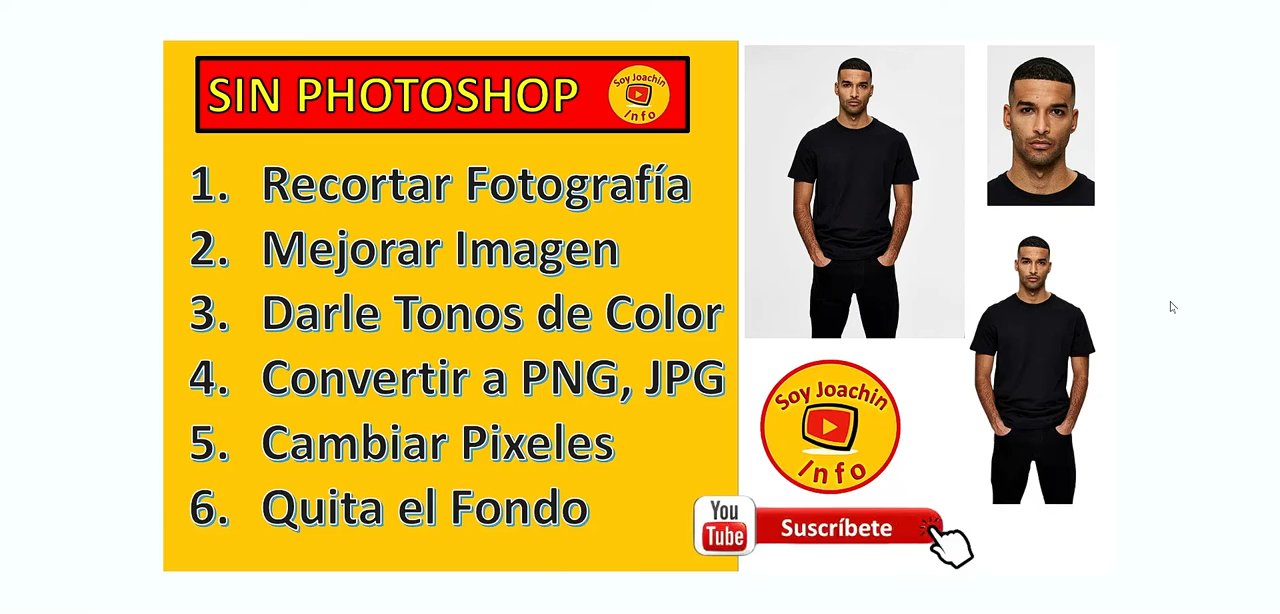 SIN PHOTOSHOP
Soy Joachin
Info
1. Recortar Fotografía
2. Mejorar Imagen
3. Darle Tonos de Color
4. Convertir a PNG, JPG
5. Cambiar Pixeles
6. Quita el Fondo
Soy Joachin
Info
You
Tube
Suscríbete